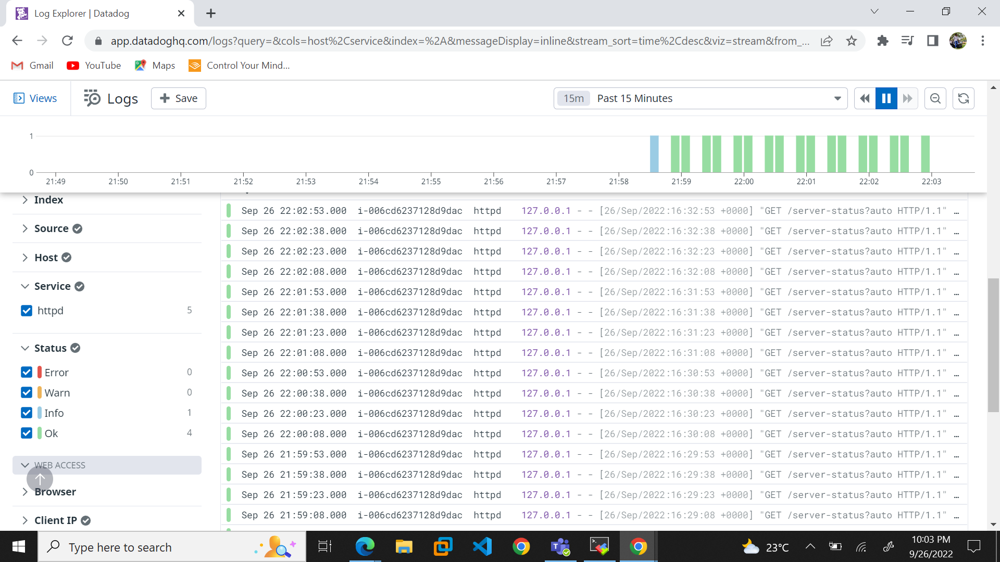 Log Explorer | Datadog
app.datadoghq.com/logs?query=&cols=host%2Cservice&index=%2A&messageDisplay=inline&stream_sort=time%2Cdesc&viz=stream&from_...
Gmail YouTube Maps Control Your Mind...
Views Logs + Save 15m Past 15 Minutes
1
0
21:49 21:50 21:51 21:52 21:53 21:54 21:55 21:56 21:57 21:58 21:59 22:00 22:01 22:02 22:03
Index
Source
Host
Service
httpd 5
Status
Error 0
Warn 0
Info 1
Ok 4
WEB ACCESS
Browser
Client IP
Sep 26 22:02:53.000 i-006cd6237128d9dac httpd 127.0.0.1 - - [26/Sep/2022:16:32:53 +0000] "GET /server-status?auto HTTP/1.1" …
Sep 26 22:02:38.000 i-006cd6237128d9dac httpd 127.0.0.1 - - [26/Sep/2022:16:32:38 +0000] "GET /server-status?auto HTTP/1.1" …
Sep 26 22:02:23.000 i-006cd6237128d9dac httpd 127.0.0.1 - - [26/Sep/2022:16:32:23 +0000] "GET /server-status?auto HTTP/1.1" …
Sep 26 22:02:08.000 i-006cd6237128d9dac httpd 127.0.0.1 - - [26/Sep/2022:16:32:08 +0000] "GET /server-status?auto HTTP/1.1" …
Sep 26 22:01:53.000 i-006cd6237128d9dac httpd 127.0.0.1 - - [26/Sep/2022:16:31:53 +0000] "GET /server-status?auto HTTP/1.1" …
Sep 26 22:01:38.000 i-006cd6237128d9dac httpd 127.0.0.1 - - [26/Sep/2022:16:31:38 +0000] "GET /server-status?auto HTTP/1.1" …
Sep 26 22:01:23.000 i-006cd6237128d9dac httpd 127.0.0.1 - - [26/Sep/2022:16:31:23 +0000] "GET /server-status?auto HTTP/1.1" …
Sep 26 22:01:08.000 i-006cd6237128d9dac httpd 127.0.0.1 - - [26/Sep/2022:16:31:08 +0000] "GET /server-status?auto HTTP/1.1" …
Sep 26 22:00:53.000 i-006cd6237128d9dac httpd 127.0.0.1 - - [26/Sep/2022:16:30:53 +0000] "GET /server-status?auto HTTP/1.1" …
Sep 26 22:00:38.000 i-006cd6237128d9dac httpd 127.0.0.1 - - [26/Sep/2022:16:30:38 +0000] "GET /server-status?auto HTTP/1.1" …
Sep 26 22:00:23.000 i-006cd6237128d9dac httpd 127.0.0.1 - - [26/Sep/2022:16:30:23 +0000] "GET /server-status?auto HTTP/1.1" …
Sep 26 22:00:08.000 i-006cd6237128d9dac httpd 127.0.0.1 - - [26/Sep/2022:16:30:08 +0000] "GET /server-status?auto HTTP/1.1" …
Sep 26 21:59:53.000 i-006cd6237128d9dac httpd 127.0.0.1 - - [26/Sep/2022:16:29:53 +0000] "GET /server-status?auto HTTP/1.1" …
Sep 26 21:59:38.000 i-006cd6237128d9dac httpd 127.0.0.1 - - [26/Sep/2022:16:29:38 +0000] "GET /server-status?auto HTTP/1.1" …
Sep 26 21:59:23.000 i-006cd6237128d9dac httpd 127.0.0.1 - - [26/Sep/2022:16:29:23 +0000] "GET /server-status?auto HTTP/1.1" …
Sep 26 21:59:08.000 i-006cd6237128d9dac httpd 127.0.0.1 - - [26/Sep/2022:16:29:08 +0000] "GET /server-status?auto HTTP/1.1" …
Type here to search
23°C
10:03 PM
9/26/2022